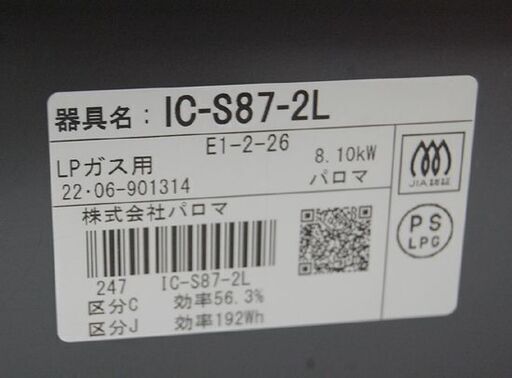 器具名：IC-S87-2L
E1-2-26
LPガス用 8.10kW
22・06-901314 パロマ
株式会社パロマ
247 IC-S87-2L
区分C 効率56.3%
区分J 効率192Wh
JIA認証
PS
LPG